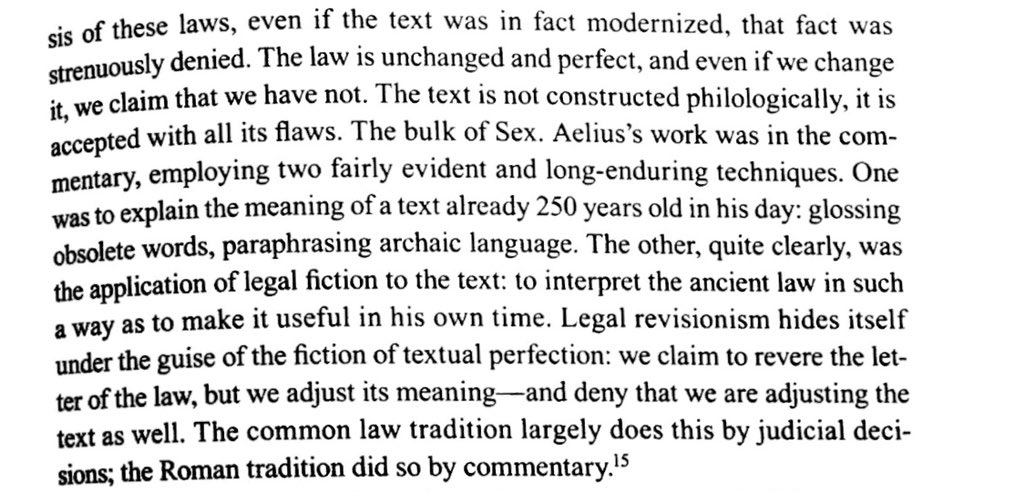 sis of these laws, even if the text was in fact modernized, that fact was
strenuously denied. The law is unchanged and perfect, and even if we change
it, we claim that we have not. The text is not constructed philologically, it is
accepted with all its flaws. The bulk of Sex. Aelius's work was in the com-
mentary, employing two fairly evident and long-enduring techniques. One
was to explain the meaning of a text already 250 years old in his day: glossing
obsolete words, paraphrasing archaic language. The other, quite clearly, was
the application of legal fiction to the text: to interpret the ancient law in such
a way as to make it useful in his own time. Legal revisionism hides itself
under the guise of the fiction of textual perfection: we claim to revere the let-
ter of the law, but we adjust its meaning—and deny that we are adjusting the
text as well. The common law tradition largely does this by judicial deci-
sions; the Roman tradition did so by commentary.15